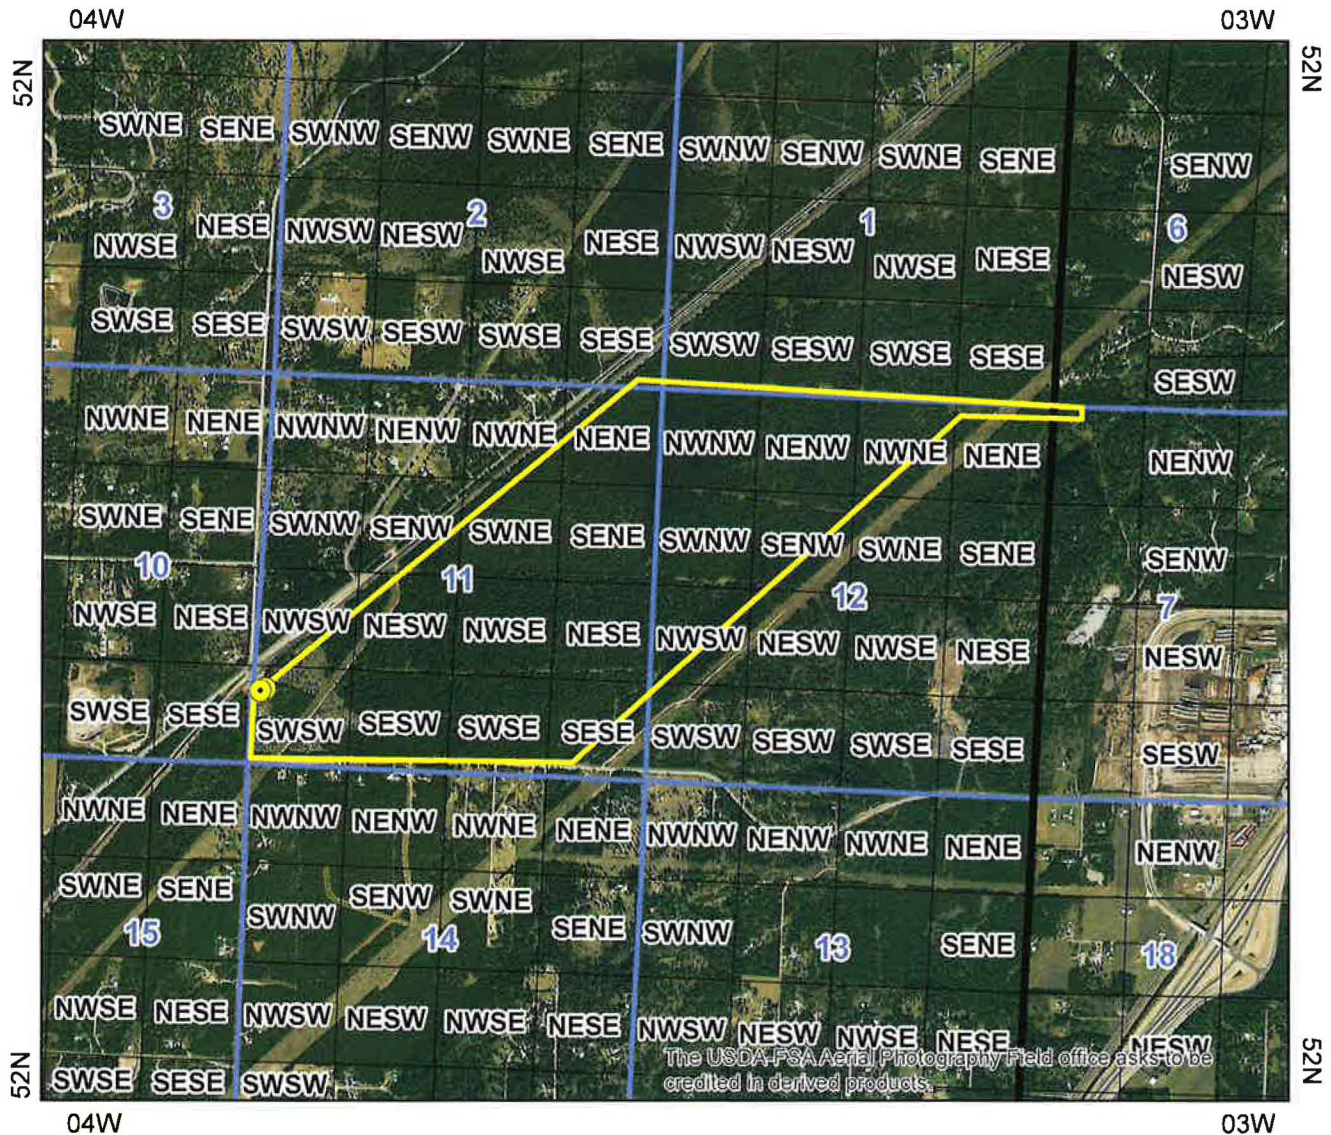 04W 03W
52N 52N
SWNE SENE SWNW SENW SWNE SENE SWNW SENW SWNE SENE SENW
3 2 1 6
NWSE NESE NWSW NESW NWSE NESE NWSW NESW NWSE NESE NESW
SWSE SESE SWSW SESW SWSE SESE SWSW SESW SWSE SESE SESW
NWNE NENE NWNW NENW NWNE NENE NWNW NENW NWNE NENE NENW
SWNE SENE SWNW SENW SWNE SENE SWNW SENW SWNE SENE SENW
10 11 12 7
NWSE NESE NWSW NESW NWSE NESE NWSW NESW NWSE NESE NESW
SWSE SESE SWSW SESW SWSE SESE SWSW SESW SWSE SESE SESW
NWNE NENE NWNW NENW NWNE NENE NWNW NENW NWNE NENE NENW
SWNE SENE SWNW SENW SWNE SENE SWNW SENE
15 14 13 18
NWSE NESE NWSW NESW NWSE NESE NWSW NESW NWSE NESE NESW
The USDA-FSA Aerial Photography Field office asks to be
credited in derived products.
SWSE SESE SWSW
52N 52N
04W 03W